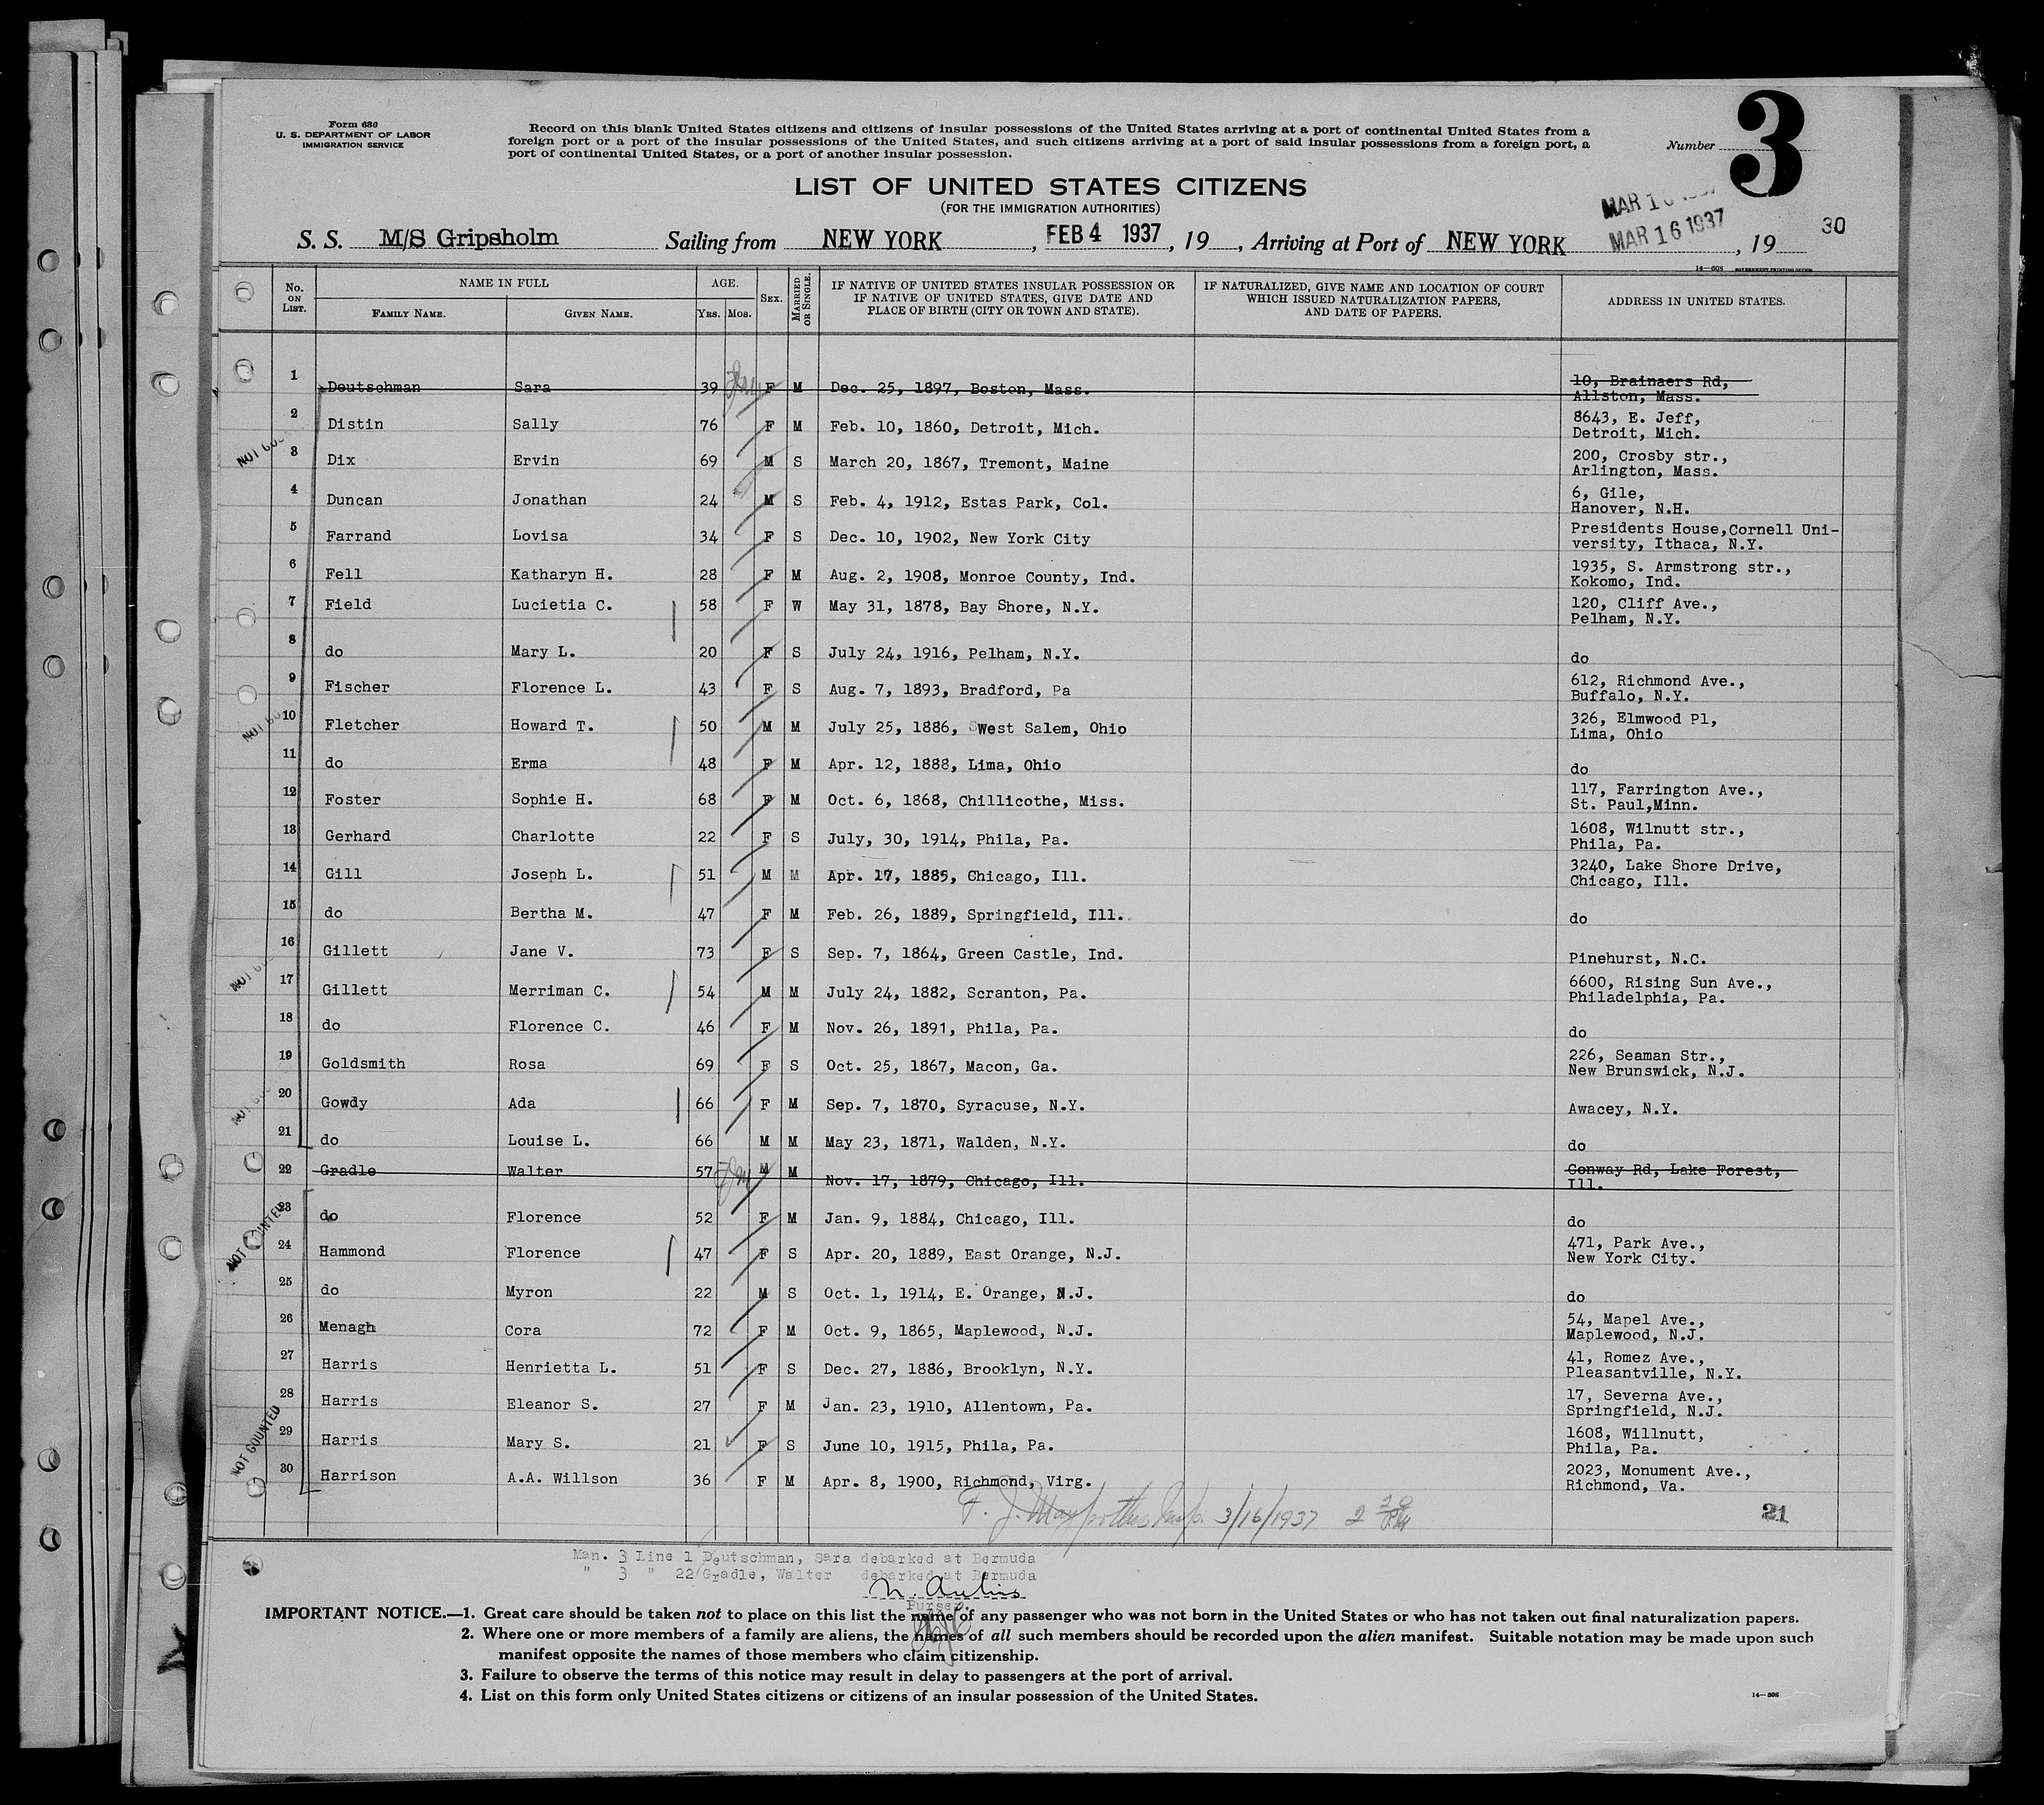 Form 630
U. S. DEPARTMENT OF LABOR
IMMIGRATION SERVICE
Record on this blank United States citizens and citizens of insular possessions of the United States arriving at a port of continental United States from a
foreign port or a port of the insular possessions of the United States, and such citizens arriving at a port of said insular possessions from a foreign port, a
port of continental United States, or a port of another insular possession.
Number 3
LIST OF UNITED STATES CITIZENS
(FOR THE IMMIGRATION AUTHORITIES)
MAR 1
S. S. M/S Gripsholm Sailing from NEW YORK, FEB 4 1937, 19, Arriving at Port of NEW YORK MAR 16 1937, 19 30
No. ON LIST. NAME IN FULL AGE. SEX. MARRIED OR SINGLE. IF NATIVE OF UNITED STATES INSULAR POSSESSION OR IF NATIVE OF UNITED STATES, GIVE DATE AND PLACE OF BIRTH (CITY OR TOWN AND STATE). IF NATURALIZED, GIVE NAME AND LOCATION OF COURT WHICH ISSUED NATURALIZATION PAPERS, AND DATE OF PAPERS. ADDRESS IN UNITED STATES.
FAMILY NAME. GIVEN NAME. YRS. MOS.
1 Deutschman Sara 39 F M Dec. 25, 1897, Boston, Mass. 10, Brainaers Rd,
Allston, Mass.
2 Distin Sally 76 F M Feb. 10, 1860, Detroit, Mich. 8643, E. Jeff,
Detroit, Mich.
3 Dix Ervin 69 M S March 20, 1867, Tremont, Maine 200, Crosby str.,
Arlington, Mass.
4 Duncan Jonathan 24 M S Feb. 4, 1912, Estas Park, Col. 6, Gile,
Hanover, N.H.
5 Farrand Lovisa 34 F S Dec. 10, 1902, New York City Presidents House,Cornell Uni-
versity, Ithaca, N.Y.
6 Fell Katharyn H. 28 F M Aug. 2, 1908, Monroe County, Ind. 1935, S. Armstrong str.,
Kokomo, Ind.
7 Field Lucietia C. 58 F W May 31, 1878, Bay Shore, N.Y. 120, Cliff Ave.,
Pelham, N.Y.
8 do Mary L. 20 F S July 24, 1916, Pelham, N.Y. do
9 Fischer Florence L. 43 F S Aug. 7, 1893, Bradford, Pa 612, Richmond Ave.,
Buffalo, N.Y.
10 Fletcher Howard T. 50 M M July 25, 1886, West Salem, Ohio 326, Elmwood Pl,
Lima, Ohio
11 do Erma 48 F M Apr. 12, 1888, Lima, Ohio do
12 Foster Sophie H. 68 F M Oct. 6, 1868, Chillicothe, Miss. 117, Farrington Ave.,
St. Paul,Minn.
13 Gerhard Charlotte 22 F S July, 30, 1914, Phila, Pa. 1608, Wilnutt str.,
Phila, Pa.
14 Gill Joseph L. 51 M M Apr. 17, 1885, Chicago, Ill. 3240, Lake Shore Drive,
Chicago, Ill.
15 do Bertha M. 47 F M Feb. 26, 1889, Springfield, Ill. do
16 Gillett Jane V. 73 F S Sep. 7, 1864, Green Castle, Ind. Pinehurst, N.C.
17 Gillett Merriman C. 54 M M July 24, 1882, Scranton, Pa. 6600, Rising Sun Ave.,
Philadelphia, Pa.
18 do Florence C. 46 F M Nov. 26, 1891, Phila, Pa. do
19 Goldsmith Rosa 69 F S Oct. 25, 1867, Macon, Ga. 226, Seaman Str.,
New Brunswick, N.J.
20 Gowdy Ada 66 F M Sep. 7, 1870, Syracuse, N.Y. Awacey, N.Y.
21 do Louise L. 66 M M May 23, 1871, Walden, N.Y. do
22 Gradle Walter 57 M M Nov. 17, 1879, Chicago, Ill. Conway Rd, Lake Forest,
Ill.
23 do Florence 52 F M Jan. 9, 1884, Chicago, Ill. do
24 Hammond Florence 47 F S Apr. 20, 1889, East Orange, N.J. 471, Park Ave.,
New York City.
25 do Myron 22 M S Oct. 1, 1914, E. Orange, N.J. do
26 Menagh Cora 72 F M Oct. 9, 1865, Maplewood, N.J. 54, Mapel Ave.,
Maplewood, N.J.
27 Harris Henrietta L. 51 F S Dec. 27, 1886, Brooklyn, N.Y. 41, Romez Ave.,
Pleasantville, N.Y.
28 Harris Eleanor S. 27 F M Jan. 23, 1910, Allentown, Pa. 17, Severna Ave.,
Springfield, N.J.
29 Harris Mary S. 21 F S June 10, 1915, Phila, Pa. 1608, Willnutt,
Phila, Pa.
30 Harrison A.A. Willson 36 F M Apr. 8, 1900, Richmond, Virg. 2023, Monument Ave.,
Richmond, Va.
NOT COUNTED
NOT COUNTED
3/16/1937
21
Man. 3 Line 1 Deutschman, Sara debarked at Bermuda
" 3 " 22 Gradle, Walter debarked at Bermuda
Purser.
IMPORTANT NOTICE.—1. Great care should be taken not to place on this list the name of any passenger who was not born in the United States or who has not taken out final naturalization papers.
2. Where one or more members of a family are aliens, the names of all such members should be recorded upon the alien manifest. Suitable notation may be made upon such
manifest opposite the names of those members who claim citizenship.
3. Failure to observe the terms of this notice may result in delay to passengers at the port of arrival.
4. List on this form only United States citizens or citizens of an insular possession of the United States.
14—508